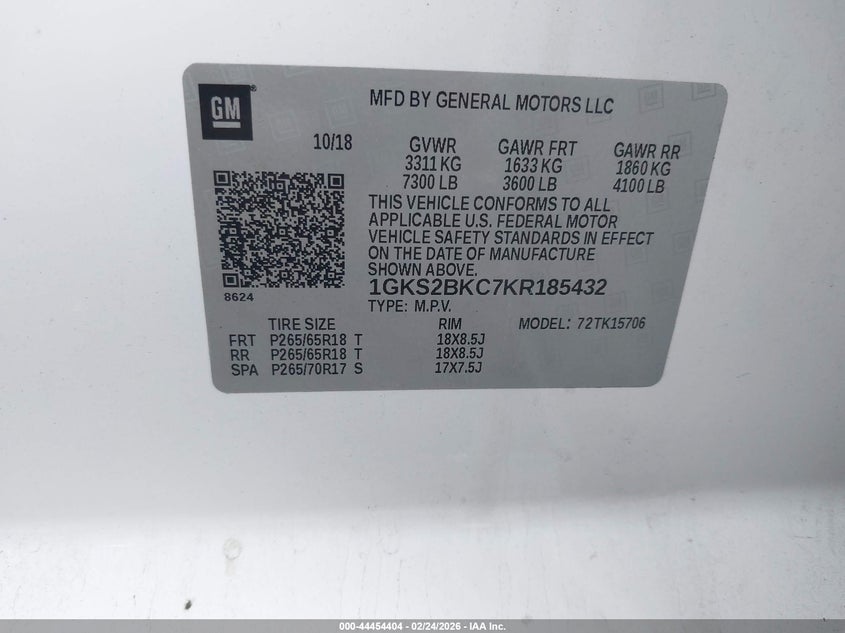 GM
MFD BY GENERAL MOTORS LLC
10/18
GVWR GAWR FRT GAWR RR
3311 KG 1633 KG 1860 KG
7300 LB 3600 LB 4100 LB
THIS VEHICLE CONFORMS TO ALL
APPLICABLE U.S. FEDERAL MOTOR
VEHICLE SAFETY STANDARDS IN EFFECT
ON THE DATE OF MANUFACTURE
SHOWN ABOVE.
8624
1GKS2BKC7KR185432
TYPE: M.P.V.
TIRE SIZE RIM MODEL: 72TK15706
FRT P265/65R18 T 18X8.5J
RR P265/65R18 T 18X8.5J
SPA P265/70R17 S 17X7.5J
000-44454404 - 02/24/2026 - IAA Inc.